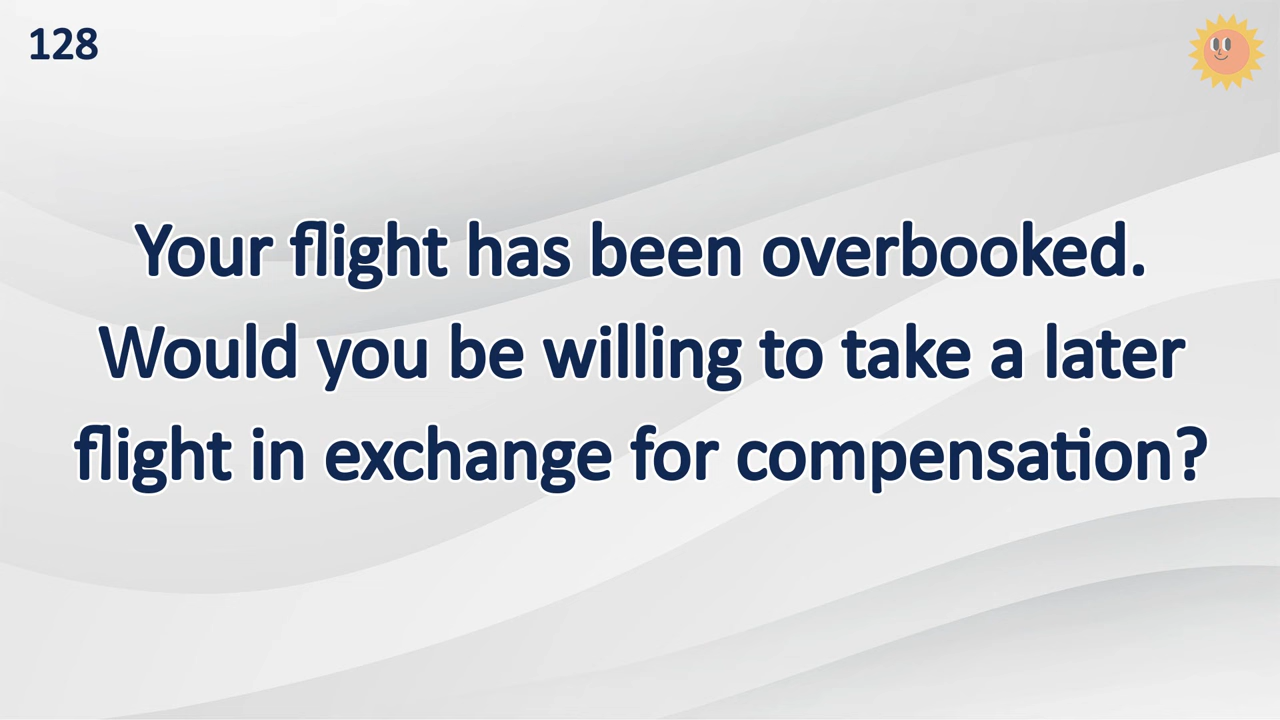 128
Your flight has been overbooked.
Would you be willing to take a later
flight in exchange for compensation?